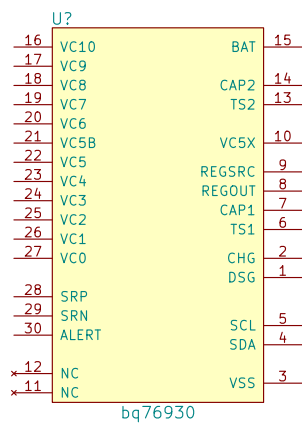 U?
16 VC10 BAT 15
17 VC9
18 VC8 CAP2 14
19 VC7 TS2 13
20 VC6
21 VC5B VC5X 10
22 VC5 REGSRC 9
23 VC4 REGOUT 8
24 VC3 CAP1 7
25 VC2 TS1 6
26 VC1
27 VC0 CHG 2
DSG 1
28 SRP
29 SRN SCL 5
30 ALERT SDA 4
12 NC VSS 3
11 NC
bq76930